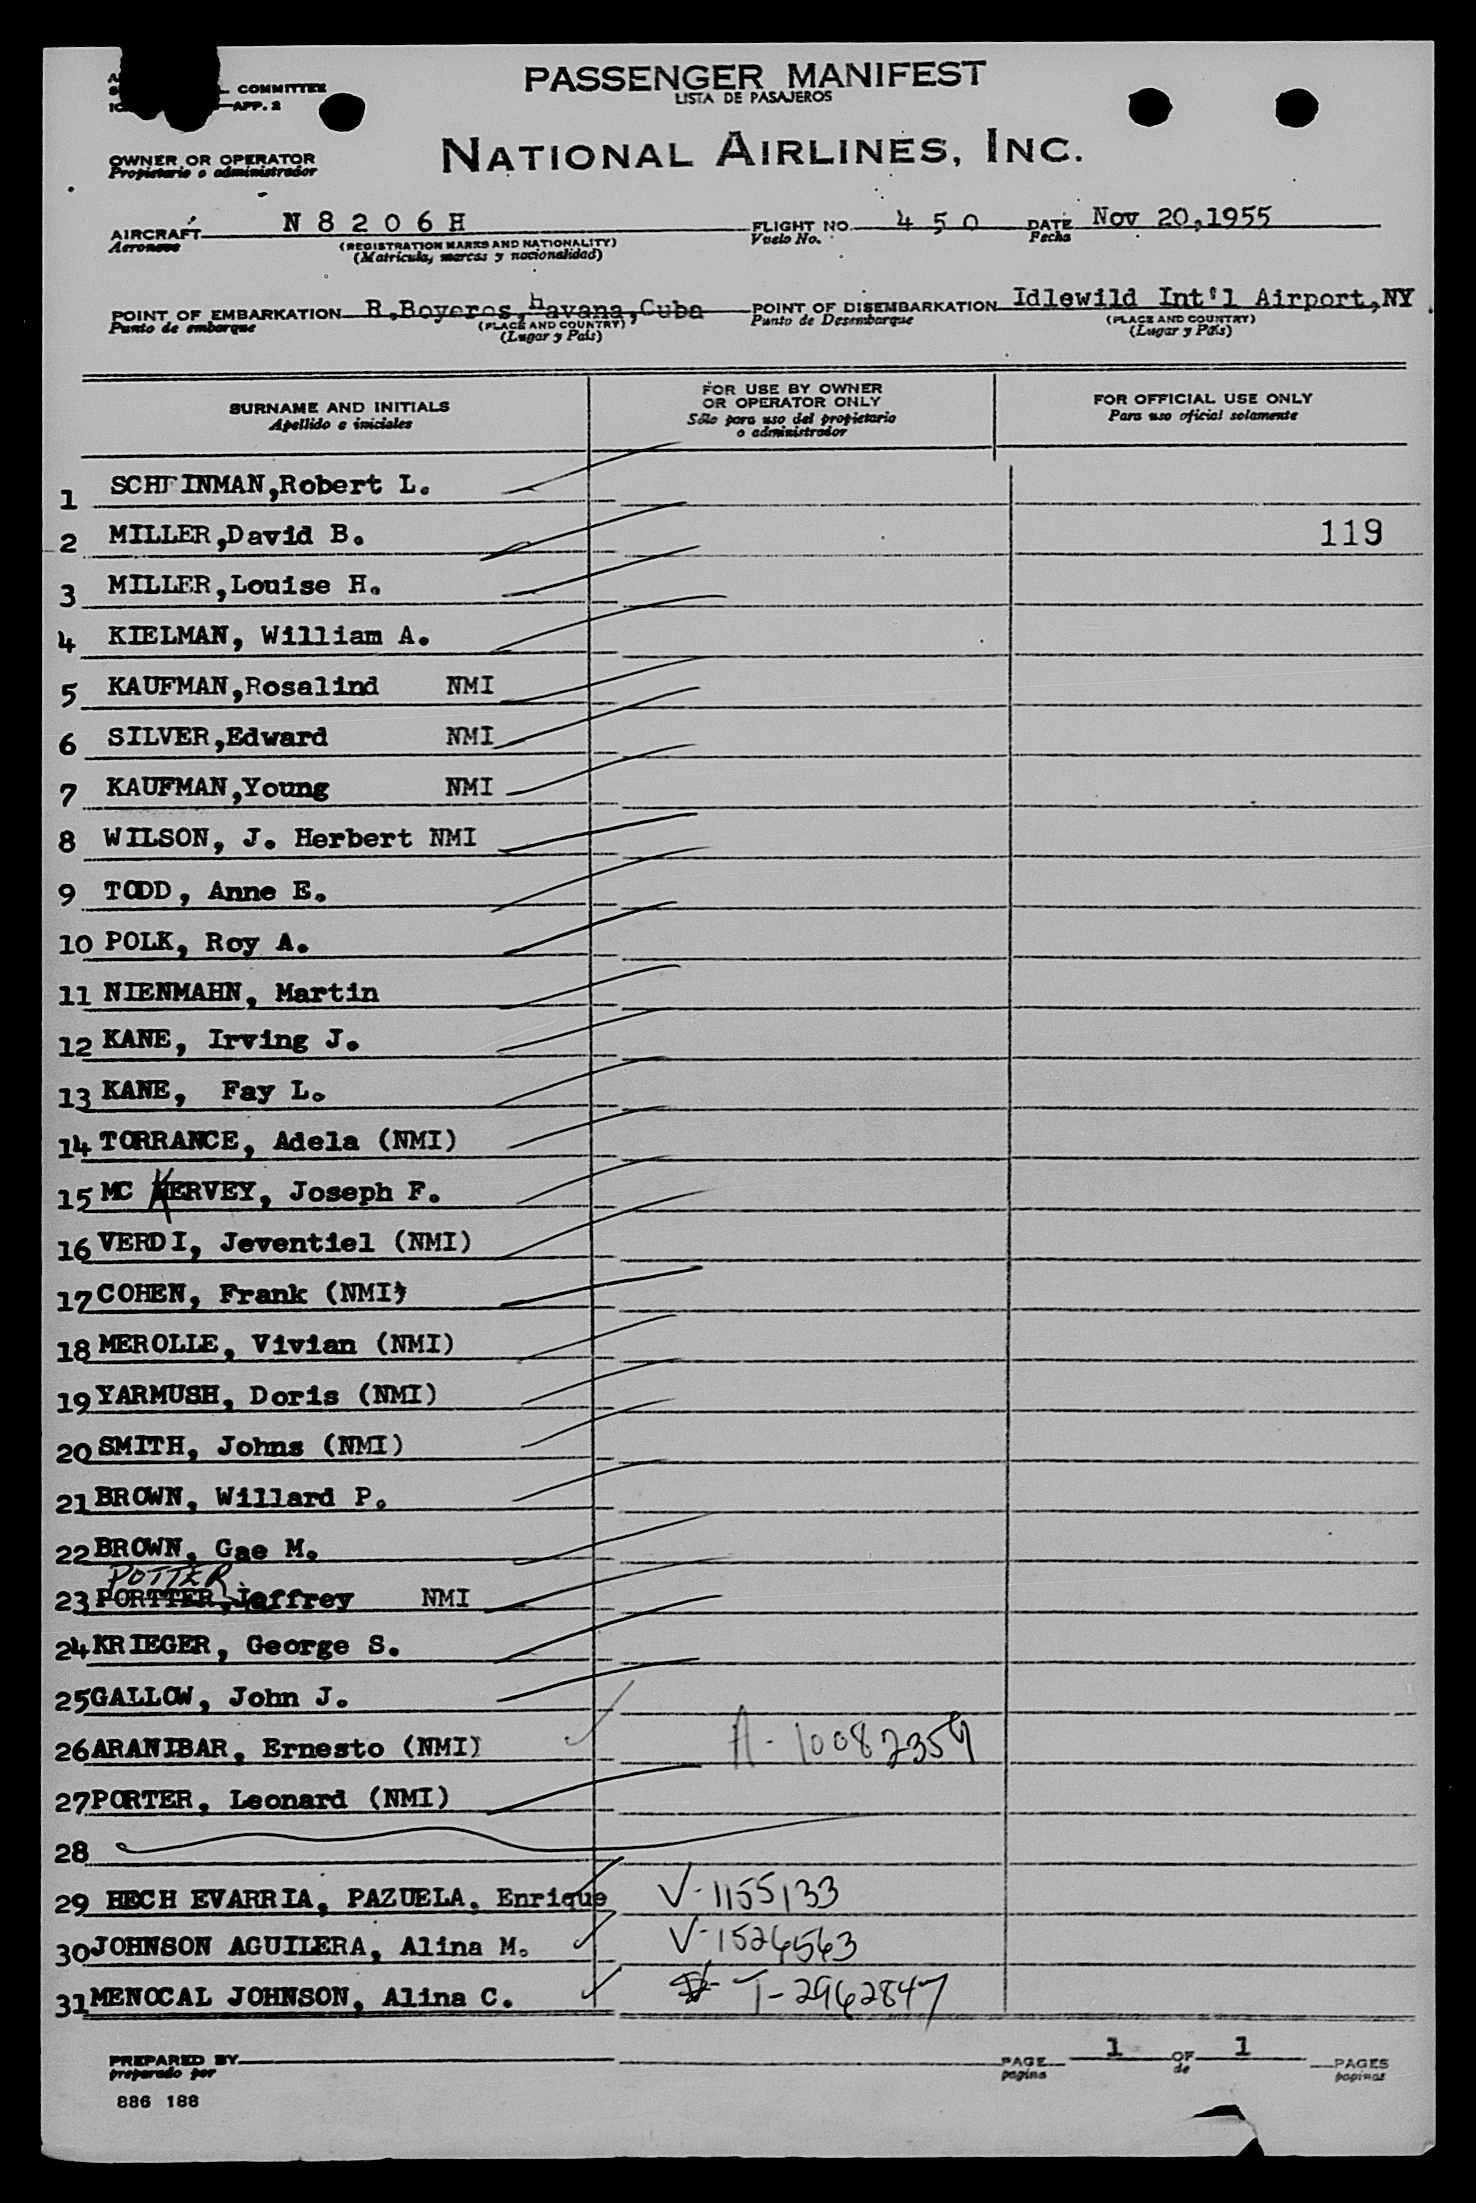 COMMITTEE
APP. 2
PASSENGER MANIFEST
LISTA DE PASAJEROS
OWNER OR OPERATOR
Propietario o administrador
NATIONAL AIRLINES, INC.
AIRCRAFT N 8 2 0 6 H FLIGHT NO. 4 5 0 DATE Nov 20,1955
Aeronave (REGISTRATION MARKS AND NATIONALITY) Vuelo No. Fecha
(Matricula, marcas y nacionalidad)
POINT OF EMBARKATION R.Boyeros,Havana,Cuba POINT OF DISEMBARKATION Idlewild Int'l Airport,NY
Punto de embarque (PLACE AND COUNTRY) Punto de Desembarque (PLACE AND COUNTRY)
(Lugar y País) (Lugar y País)
SURNAME AND INITIALS FOR USE BY OWNER OR OPERATOR ONLY FOR OFFICIAL USE ONLY
Apellido e iniciales Sólo para uso del propietario o administrador Para uso oficial solamente
1 SCHEINMAN,Robert L.
2 MILLER,David B. 119
3 MILLER,Louise H.
4 KIELMAN, William A.
5 KAUFMAN,Rosalind NMI
6 SILVER,Edward NMI
7 KAUFMAN,Young NMI
8 WILSON, J. Herbert NMI
9 TODD, Anne E.
10 POLK, Roy A.
11 NIENMAHN, Martin
12 KANE, Irving J.
13 KANE, Fay L.
14 TORRANCE, Adela (NMI)
15 MC KERVEY, Joseph F.
16 VERDI, Jeventiel (NMI)
17 COHEN, Frank (NMI)
18 MEROLLE, Vivian (NMI)
19 YARMUSH, Doris (NMI)
20 SMITH, Johns (NMI)
21 BROWN, Willard P.
22 BROWN, Gae M.
POTTER
23 PORTTER,Jeffrey NMI
24 KRIEGER, George S.
25 GALLOW, John J.
26 ARANIBAR, Ernesto (NMI) A-10082359
27 PORTER, Leonard (NMI)
28
29 HECH EVARRIA, PAZUELA, Enrique V-1155133
30 JOHNSON AGUILERA, Alina M. V-1524563
31 MENOCAL JOHNSON, Alina C. T-2962847
PREPARED BY PAGE 1 OF 1 PAGES
preparado por pagina de paginas
886 188